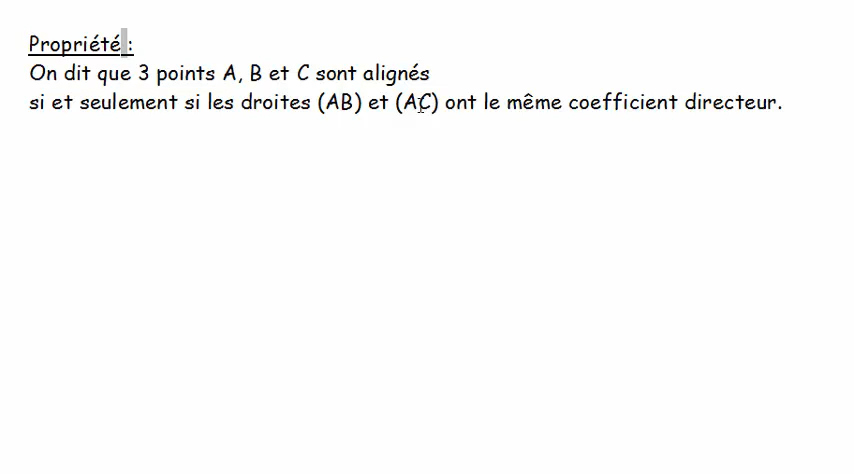 Propriété :
On dit que 3 points A, B et C sont alignés
si et seulement si les droites (AB) et (AC) ont le même coefficient directeur.